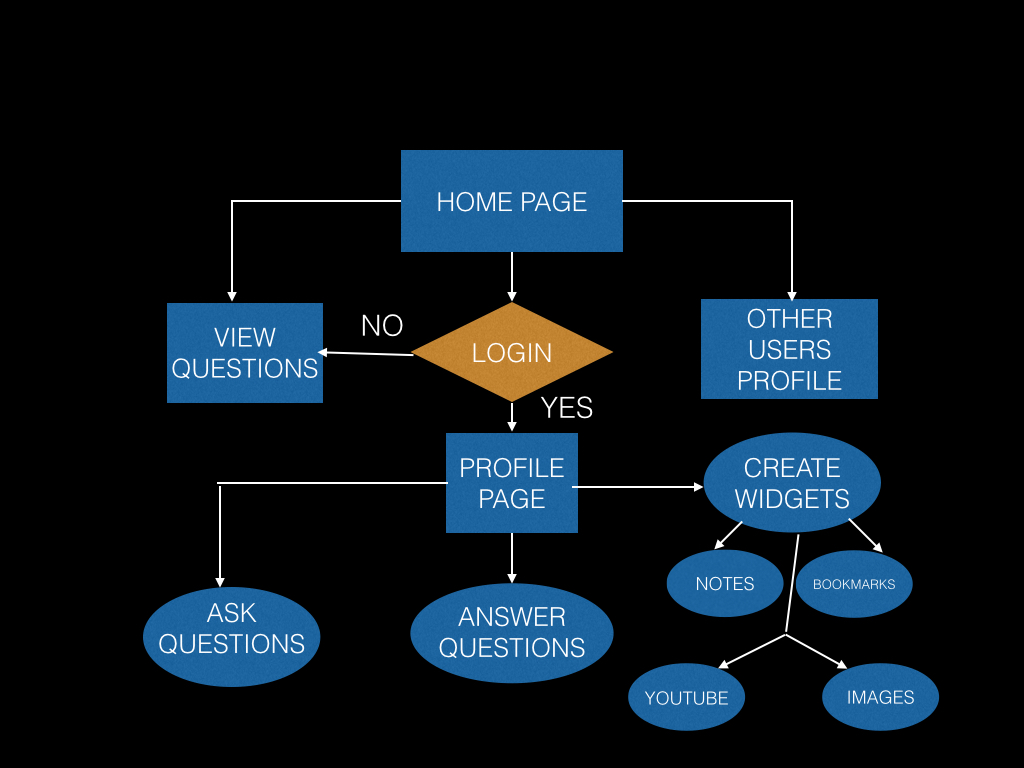 HOME PAGE
VIEW
QUESTIONS
NO
LOGIN
OTHER
USERS
PROFILE
YES
PROFILE
PAGE
CREATE
WIDGETS
NOTES
BOOKMARKS
ASK
QUESTIONS
ANSWER
QUESTIONS
YOUTUBE
IMAGES